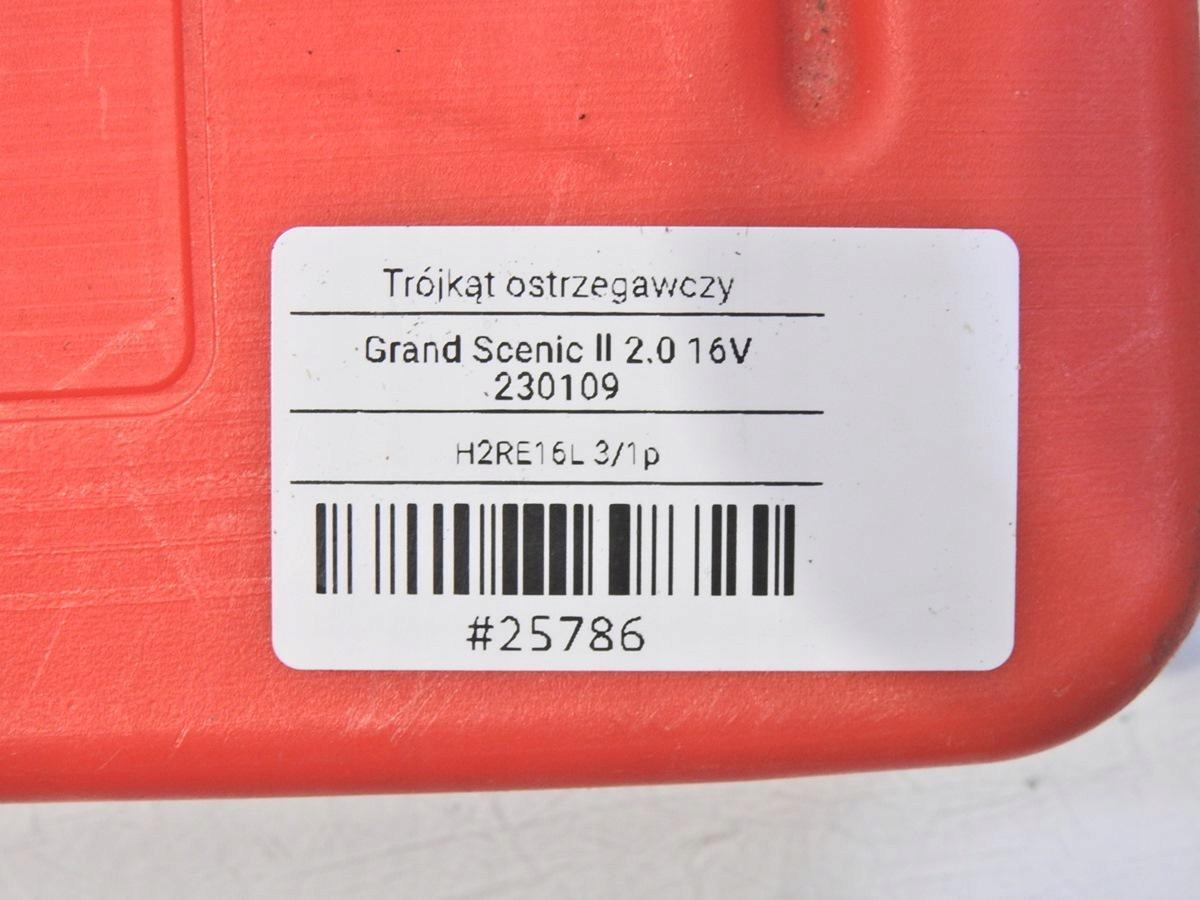 Trójkąt ostrzegawczy
Grand Scenic II 2.0 16V
230109
H2RE16L 3/1p
#25786